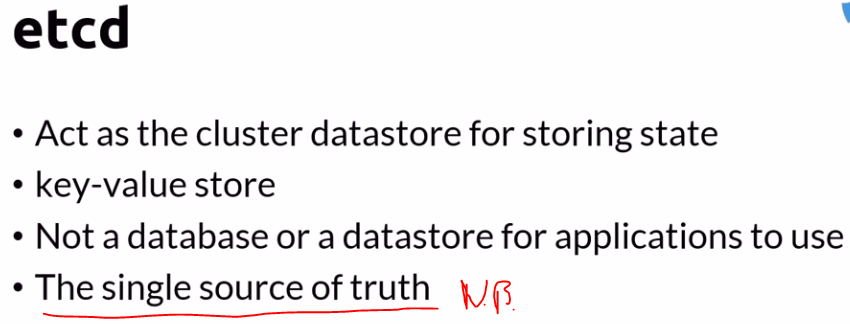 etcd
• Act as the cluster datastore for storing state
• key-value store
• Not a database or a datastore for applications to use
• The single source of truth N.B.